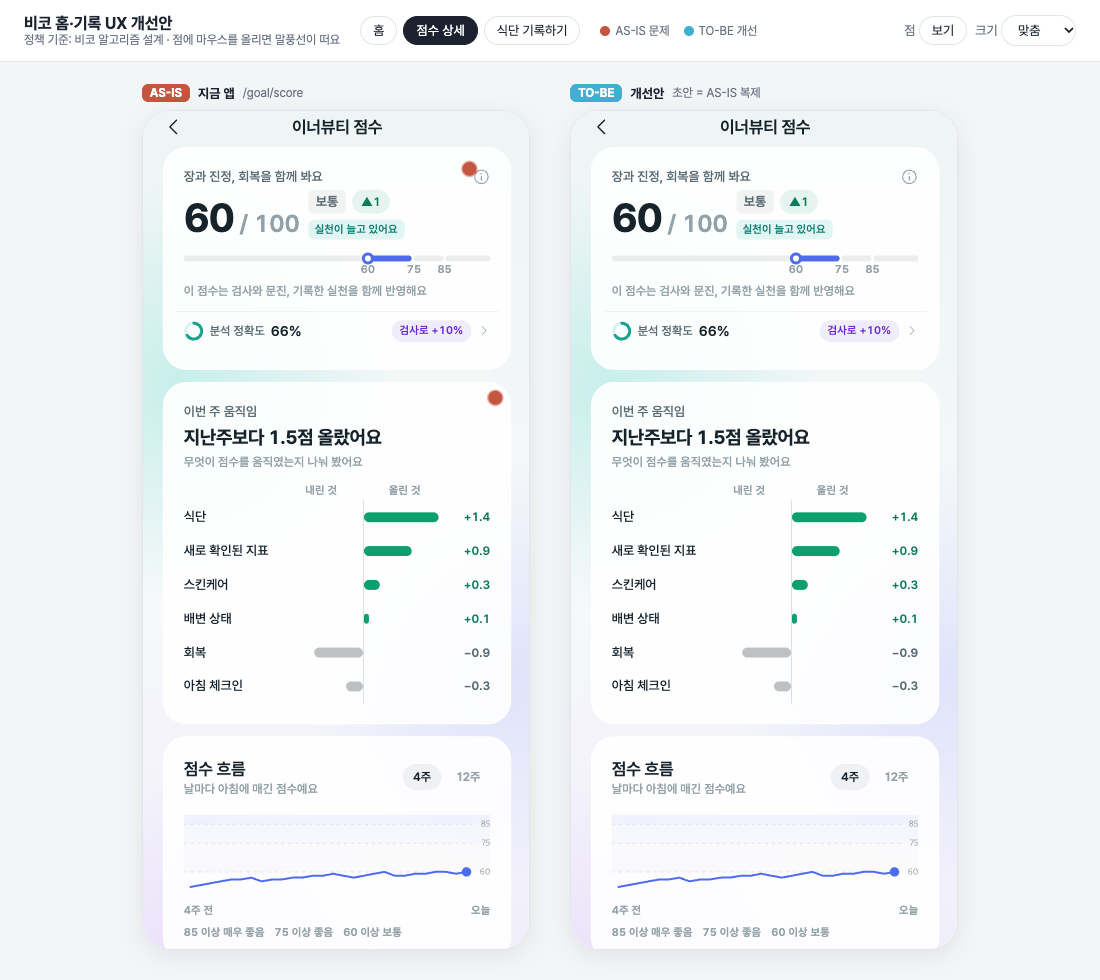 비코 홈·기록 UX 개선안
정책 기준: 비코 알고리즘 설계 · 점에 마우스를 올리면 말풍선이 떠요
홈
점수 상세
식단 기록하기
AS-IS 문제
TO-BE 개선
점
보기
크기
맞춤
AS-IS
지금 앱
/goal/score
이너뷰티 점수
장과 진정, 회복을 함께 봐요
60 / 100
보통
▲1
실천이 늘고 있어요
60
75
85
이 점수는 검사와 문진, 기록한 실천을 함께 반영해요
분석 정확도 66%
검사로 +10%
이번 주 움직임
지난주보다 1.5점 올랐어요
무엇이 점수를 움직였는지 나눠 봤어요
내린 것
올린 것
식단
+1.4
새로 확인된 지표
+0.9
스킨케어
+0.3
배변 상태
+0.1
회복
−0.9
아침 체크인
−0.3
점수 흐름
날마다 아침에 매긴 점수예요
4주
12주
85
75
60
4주 전
오늘
85 이상 매우 좋음
75 이상 좋음
60 이상 보통
TO-BE
개선안
초안 = AS-IS 복제
이너뷰티 점수
장과 진정, 회복을 함께 봐요
60 / 100
보통
▲1
실천이 늘고 있어요
60
75
85
이 점수는 검사와 문진, 기록한 실천을 함께 반영해요
분석 정확도 66%
검사로 +10%
이번 주 움직임
지난주보다 1.5점 올랐어요
무엇이 점수를 움직였는지 나눠 봤어요
내린 것
올린 것
식단
+1.4
새로 확인된 지표
+0.9
스킨케어
+0.3
배변 상태
+0.1
회복
−0.9
아침 체크인
−0.3
점수 흐름
날마다 아침에 매긴 점수예요
4주
12주
85
75
60
4주 전
오늘
85 이상 매우 좋음
75 이상 좋음
60 이상 보통